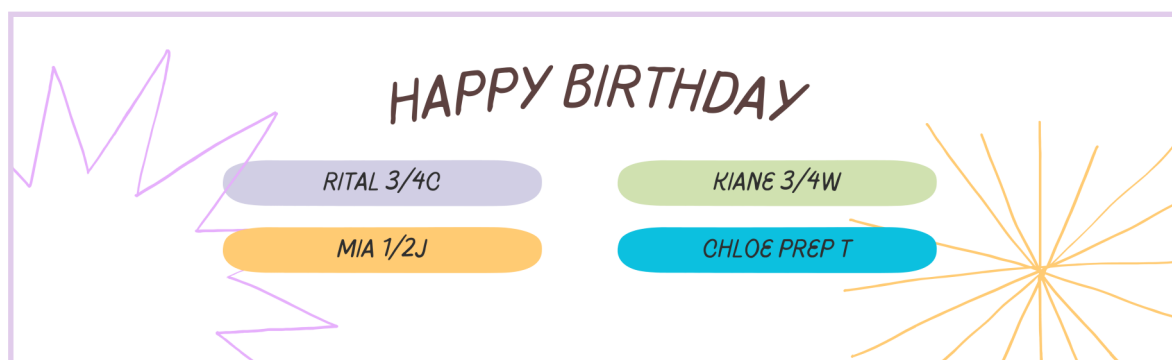 HAPPY BIRTHDAY
RITAL 3/4C
KIANE 3/4W
MIA 1/2J
CHLOE PREP T